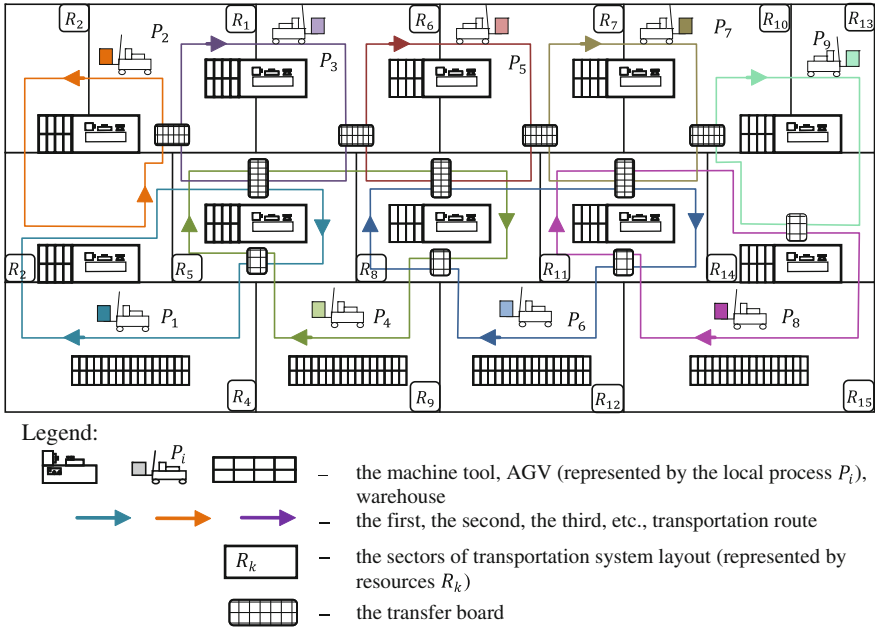 R2 R1 R6 R7 R10 R13
P2 P3 P5 P7 P9
R2 R5 R8 R11 R14
P1 P4 P6 P8
R4 R9 R12 R15
Legend:
Pi
– the machine tool, AGV (represented by the local process Pi),
warehouse
– the first, the second, the third, etc., transportation route
Rk – the sectors of transportation system layout (represented by
resources Rk)
– the transfer board